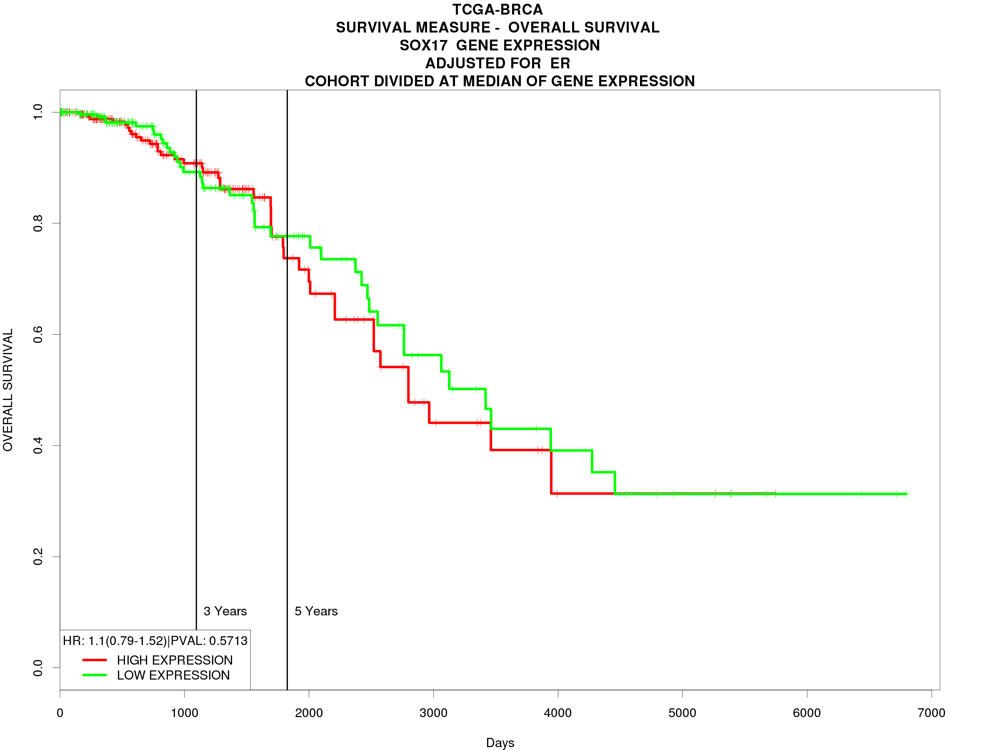 TCGA-BRCA
SURVIVAL MEASURE - OVERALL SURVIVAL
SOX17 GENE EXPRESSION
ADJUSTED FOR ER
COHORT DIVIDED AT MEDIAN OF GENE EXPRESSION
OVERALL SURVIVAL
1.0
0.8
0.6
0.4
0.2
0.0
3 Years
5 Years
HR: 1.1(0.79-1.52)|PVAL: 0.5713
HIGH EXPRESSION
LOW EXPRESSION
0 1000 2000 3000 4000 5000 6000 7000
Days